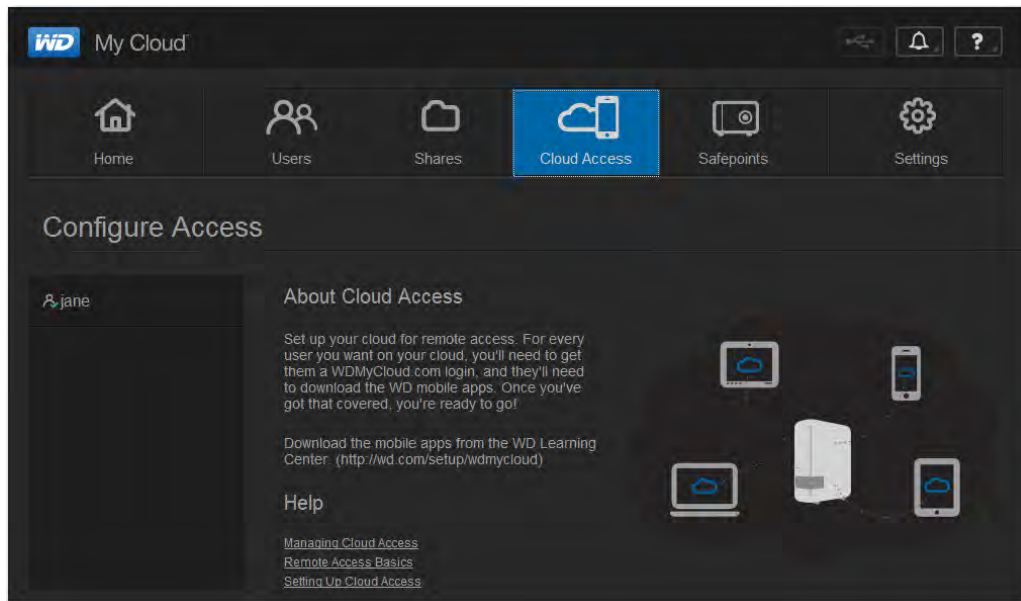 WD My Cloud
?
Home Users Shares Cloud Access Safepoints Settings
Configure Access
jane
About Cloud Access
Set up your cloud for remote access. For every
user you want on your cloud, you'll need to get
them a WDMyCloud.com login, and they'll need
to download the WD mobile apps. Once you've
got that covered, you're ready to go!
Download the mobile apps from the WD Learning
Center. (http://wd.com/setup/wdmycloud)
Help
Managing Cloud Access
Remote Access Basics
Setting Up Cloud Access